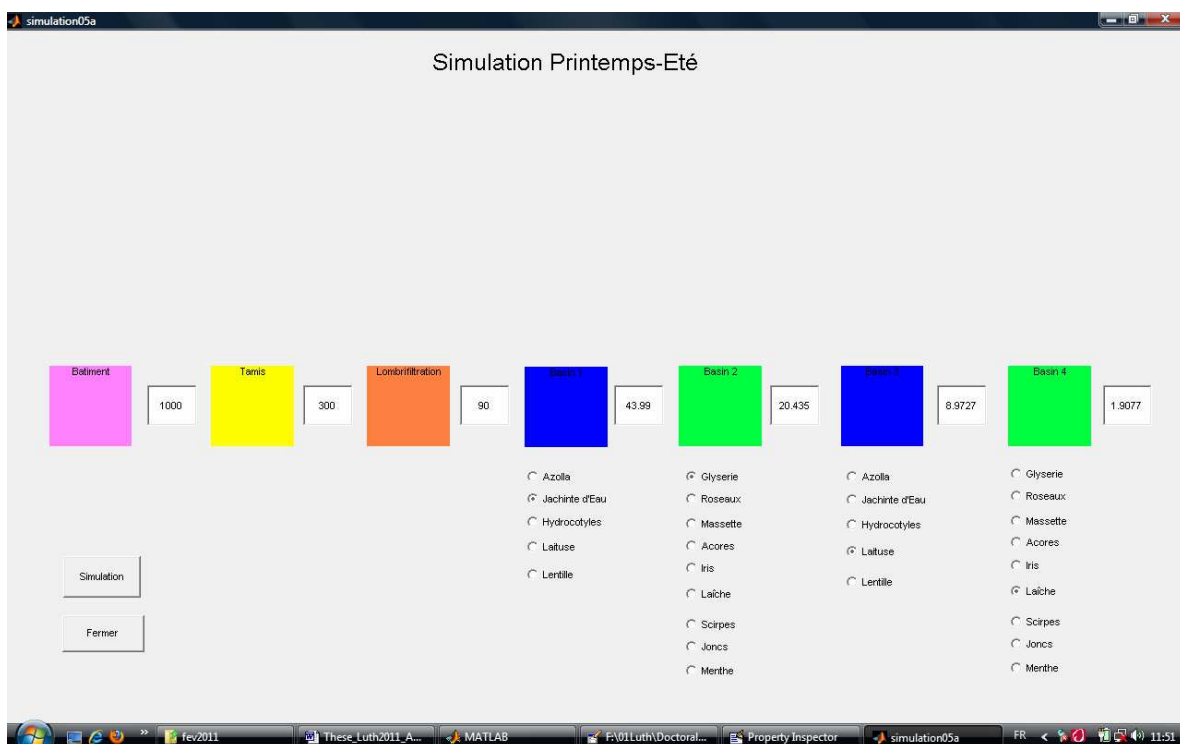 simulation05a
Simulation Printemps-Eté
Batiment
1000
Tamis
300
Lombrifiltration
90
Basin 1
43.99
Basin 2
20.435
Basin 3
8.9727
Basin 4
1.9077
Azolla
Jachinte d'Eau
Hydrocotyles
Laituse
Lentille
Glyserie
Roseaux
Massette
Acores
Iris
Laîche
Scirpes
Joncs
Menthe
Azolla
Jachinte d'Eau
Hydrocotyles
Laituse
Lentille
Glyserie
Roseaux
Massette
Acores
Iris
Laîche
Scirpes
Joncs
Menthe
Simulation
Fermer
fev2011
These_Luth2011_A...
MATLAB
F:\01Luth\Doctoral...
Property Inspector
simulation05a
FR
11:51